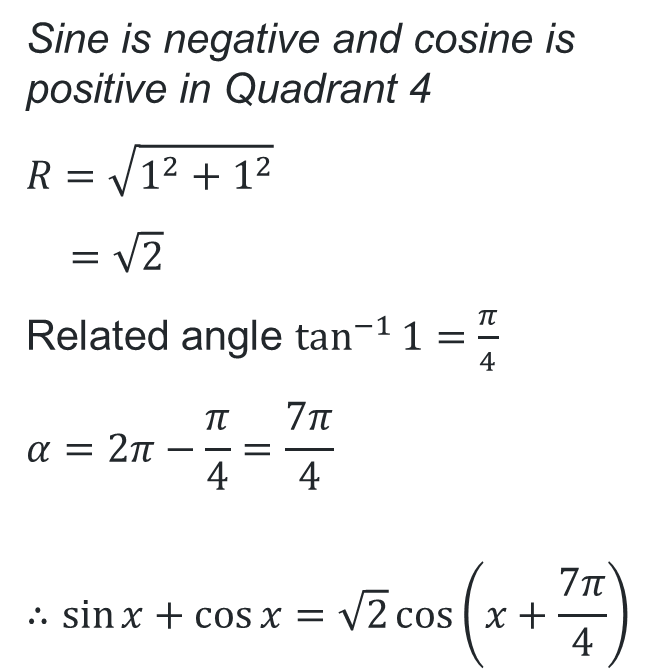 Sine is negative and cosine is
positive in Quadrant 4
R = √(1² + 1²)
= √2
Related angle tan⁻¹ 1 = π/4
α = 2π − π/4 = 7π/4
∴ sin x + cos x = √2 cos (x + 7π/4)